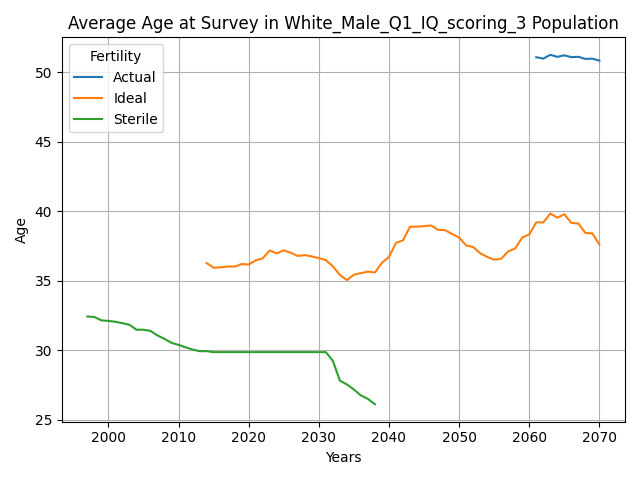 Average Age at Survey in White_Male_Q1_IQ_scoring_3 Population
Fertility
Actual
Ideal
Sterile
Age
50
45
40
35
30
25
2000 2010 2020 2030 2040 2050 2060 2070
Years